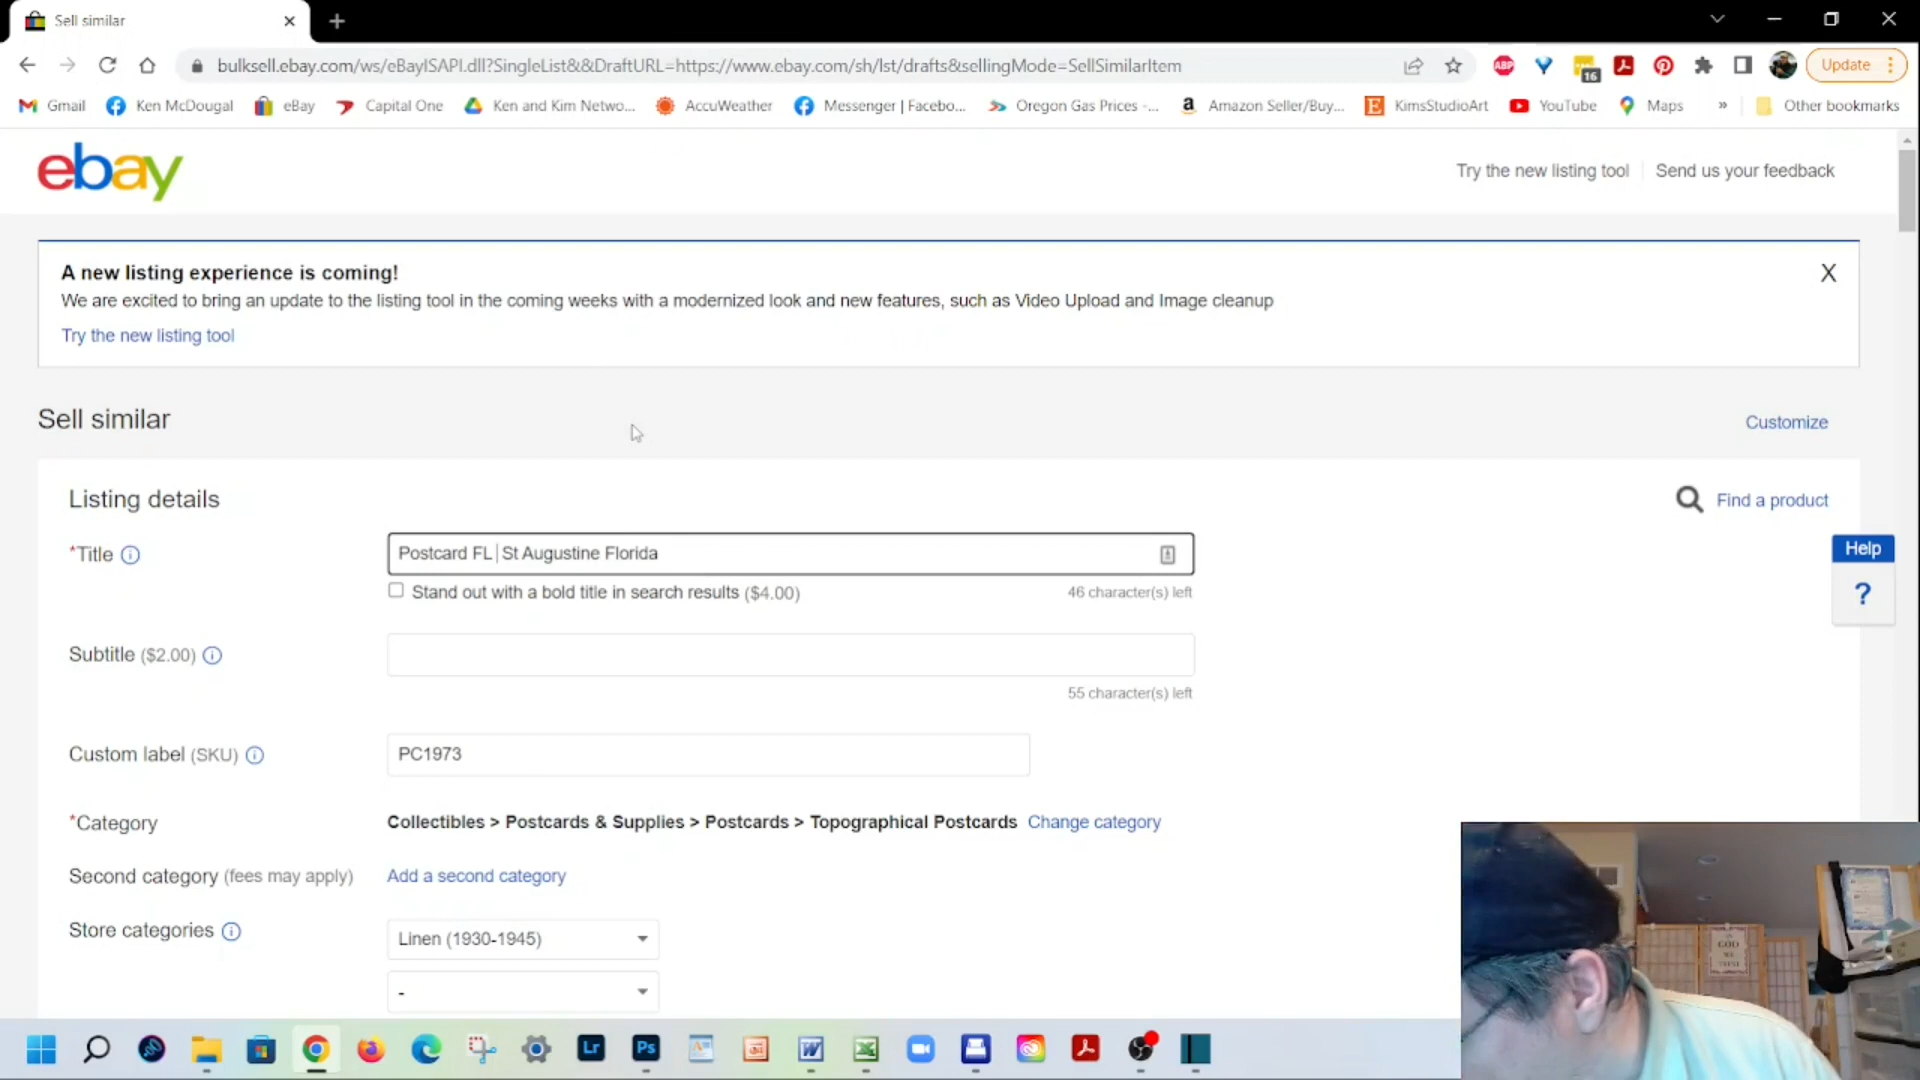 Sell similar
bulksell.ebay.com/ws/eBayISAPI.dll?SingleList&&DraftURL=https://www.ebay.com/sh/lst/drafts&sellingMode=SellSimilarItem
ABP
16
Update
Gmail
Ken McDougal
eBay
Capital One
Ken and Kim Netwo...
AccuWeather
Messenger | Facebo...
Oregon Gas Prices -...
Amazon Seller/Buy...
KimsStudioArt
YouTube
Maps
»
Other bookmarks
ebay
Try the new listing tool
Send us your feedback
A new listing experience is coming!
X
We are excited to bring an update to the listing tool in the coming weeks with a modernized look and new features, such as Video Upload and Image cleanup
Try the new listing tool
Sell similar
Customize
Listing details
Find a product
*Title
Postcard FL St Augustine Florida
Help
?
Stand out with a bold title in search results ($4.00)
46 character(s) left
Subtitle ($2.00)
55 character(s) left
Custom label (SKU)
PC1973
*Category
Collectibles > Postcards & Supplies > Postcards > Topographical Postcards Change category
Second category (fees may apply)
Add a second category
Store categories
Linen (1930-1945)
-
GOD
WE
TRUST
Lr
Ps